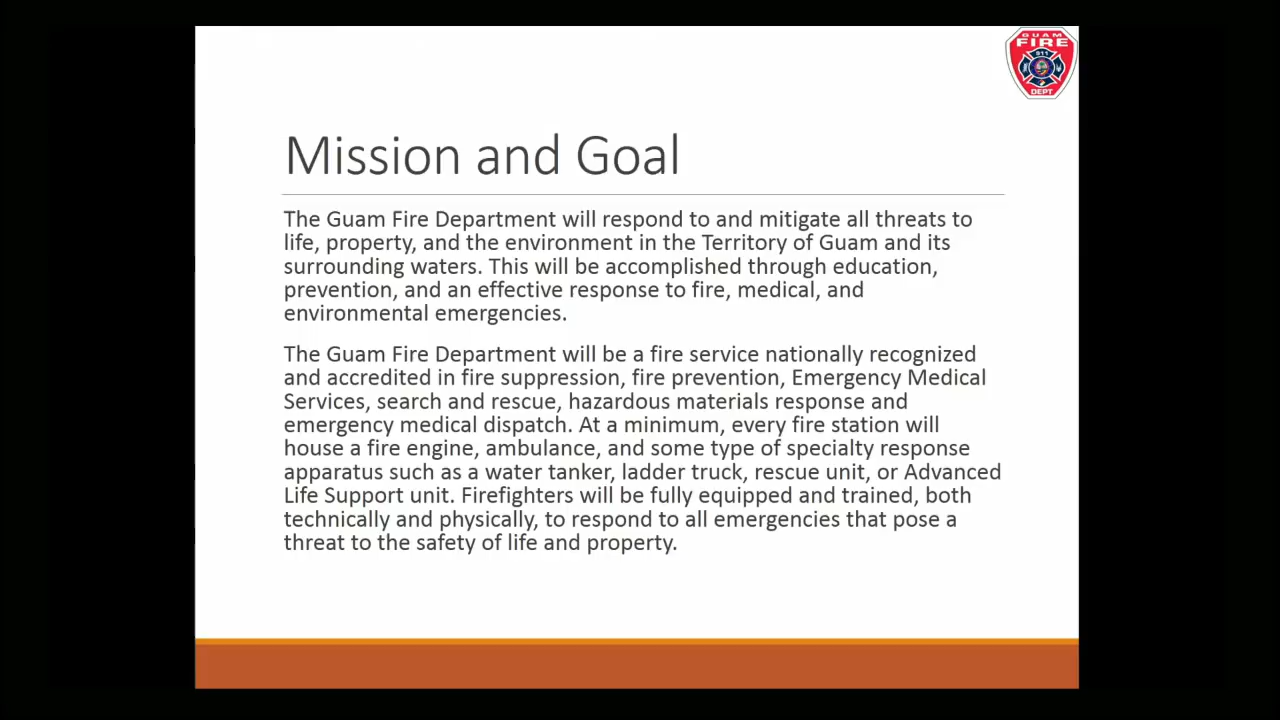 GUAM
FIRE
911
DEPT
Mission and Goal
The Guam Fire Department will respond to and mitigate all threats to
life, property, and the environment in the Territory of Guam and its
surrounding waters. This will be accomplished through education,
prevention, and an effective response to fire, medical, and
environmental emergencies.
The Guam Fire Department will be a fire service nationally recognized
and accredited in fire suppression, fire prevention, Emergency Medical
Services, search and rescue, hazardous materials response and
emergency medical dispatch. At a minimum, every fire station will
house a fire engine, ambulance, and some type of specialty response
apparatus such as a water tanker, ladder truck, rescue unit, or Advanced
Life Support unit. Firefighters will be fully equipped and trained, both
technically and physically, to respond to all emergencies that pose a
threat to the safety of life and property.